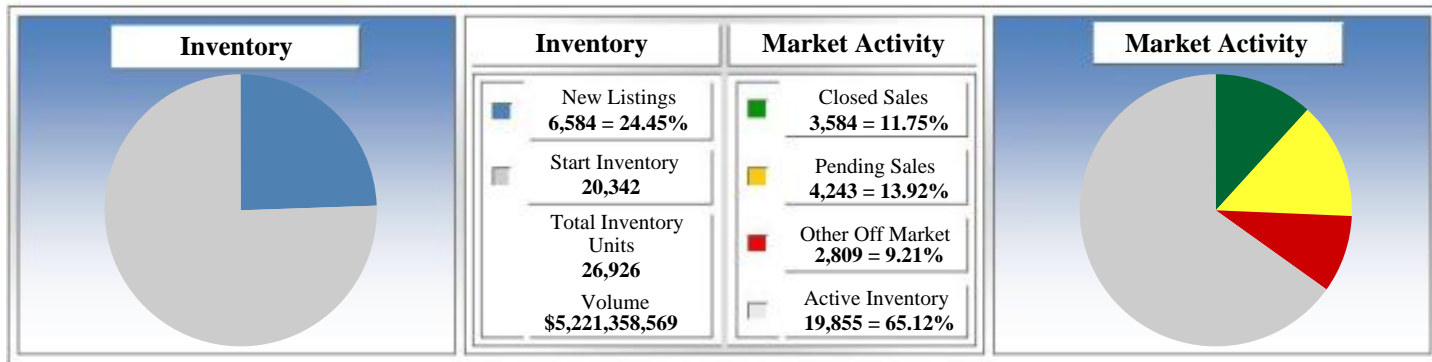 Inventory
Inventory
New Listings
6,584 = 24.45%
Start Inventory
20,342
Total Inventory
Units
26,926
Volume
$5,221,358,569
Market Activity
Closed Sales
3,584 = 11.75%
Pending Sales
4,243 = 13.92%
Other Off Market
2,809 = 9.21%
Active Inventory
19,855 = 65.12%
Market Activity